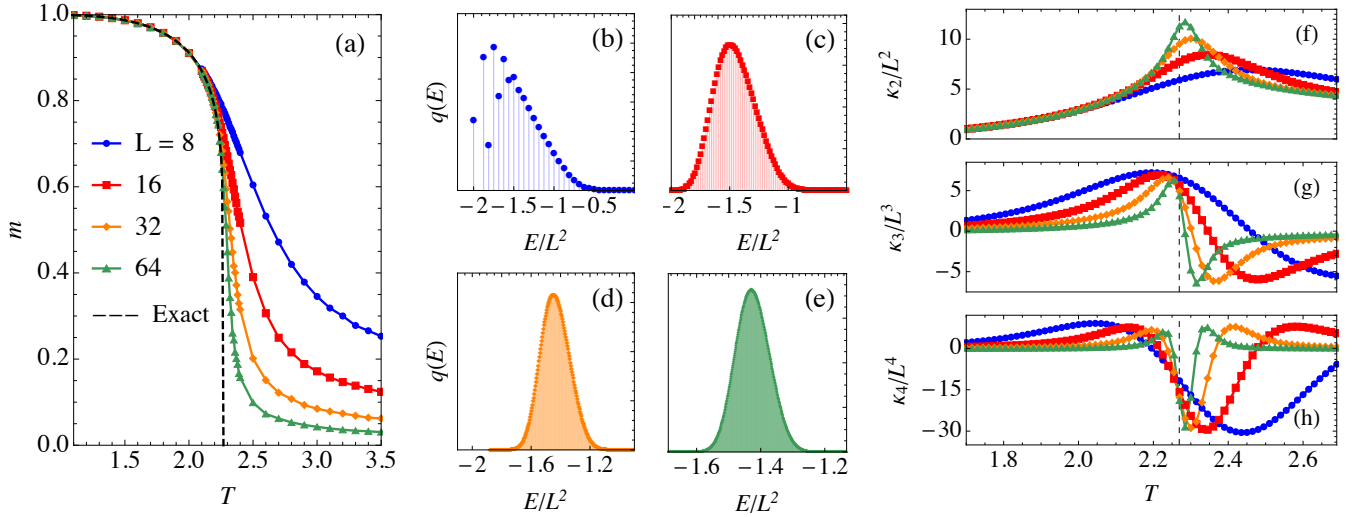 (a)
m
1.0
0.8
0.6
0.4
0.2
0.0
L = 8
16
32
64
Exact
1.5 2.0 2.5 3.0 3.5
T
(b)
q(E)
−2 −1.5 −1 −0.5
E/L²
(c)
−2 −1.5 −1
E/L²
(d)
q(E)
−2 −1.6 −1.2
E/L²
(e)
−1.6 −1.4 −1.2
E/L²
(f)
κ₂/L²
10
5
0
(g)
κ₃/L³
5
0
−5
(h)
κ₄/L⁴
0
−15
−30
1.8 2.0 2.2 2.4 2.6
T